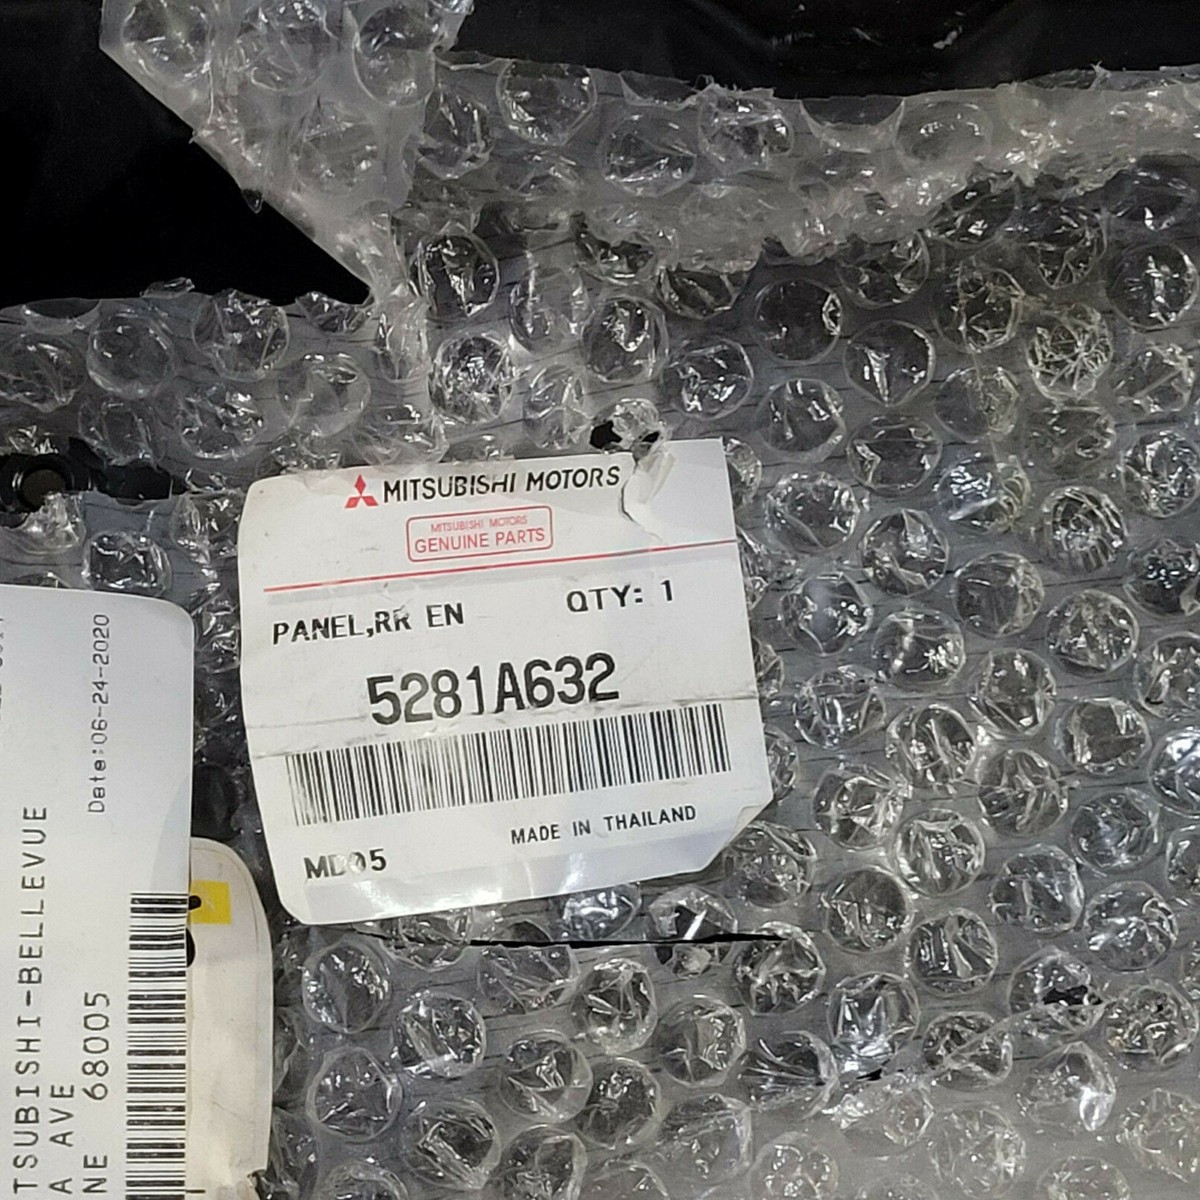 MITSUBISHI MOTORS
MITSUBISHI MOTORS
GENUINE PARTS
PANEL,RR EN QTY: 1
5281A632
MADE IN THAILAND
MD05
Date:06-24-2020
TSUBISHI-BELLEVUE
A AVE
NE 68005